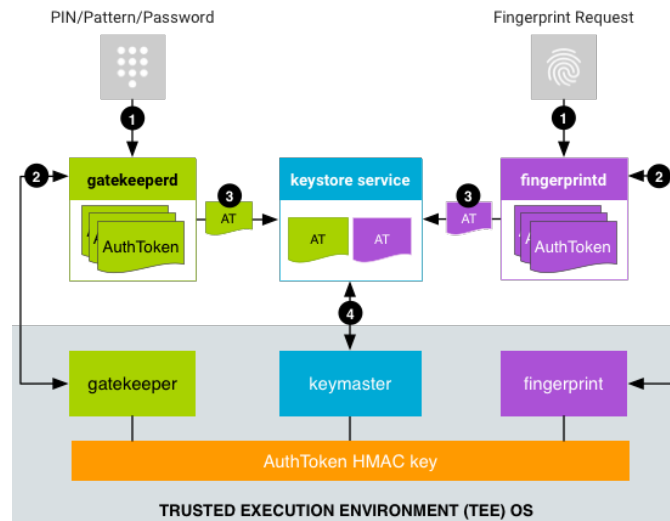 PIN/Pattern/Password
Fingerprint Request
1
1
2
gatekeeperd
3
AT
keystore service
3
AT
fingerprintd
2
A
A
AuthToken
AT
AT
AuthToken
4
gatekeeper
keymaster
fingerprint
AuthToken HMAC key
TRUSTED EXECUTION ENVIRONMENT (TEE) OS